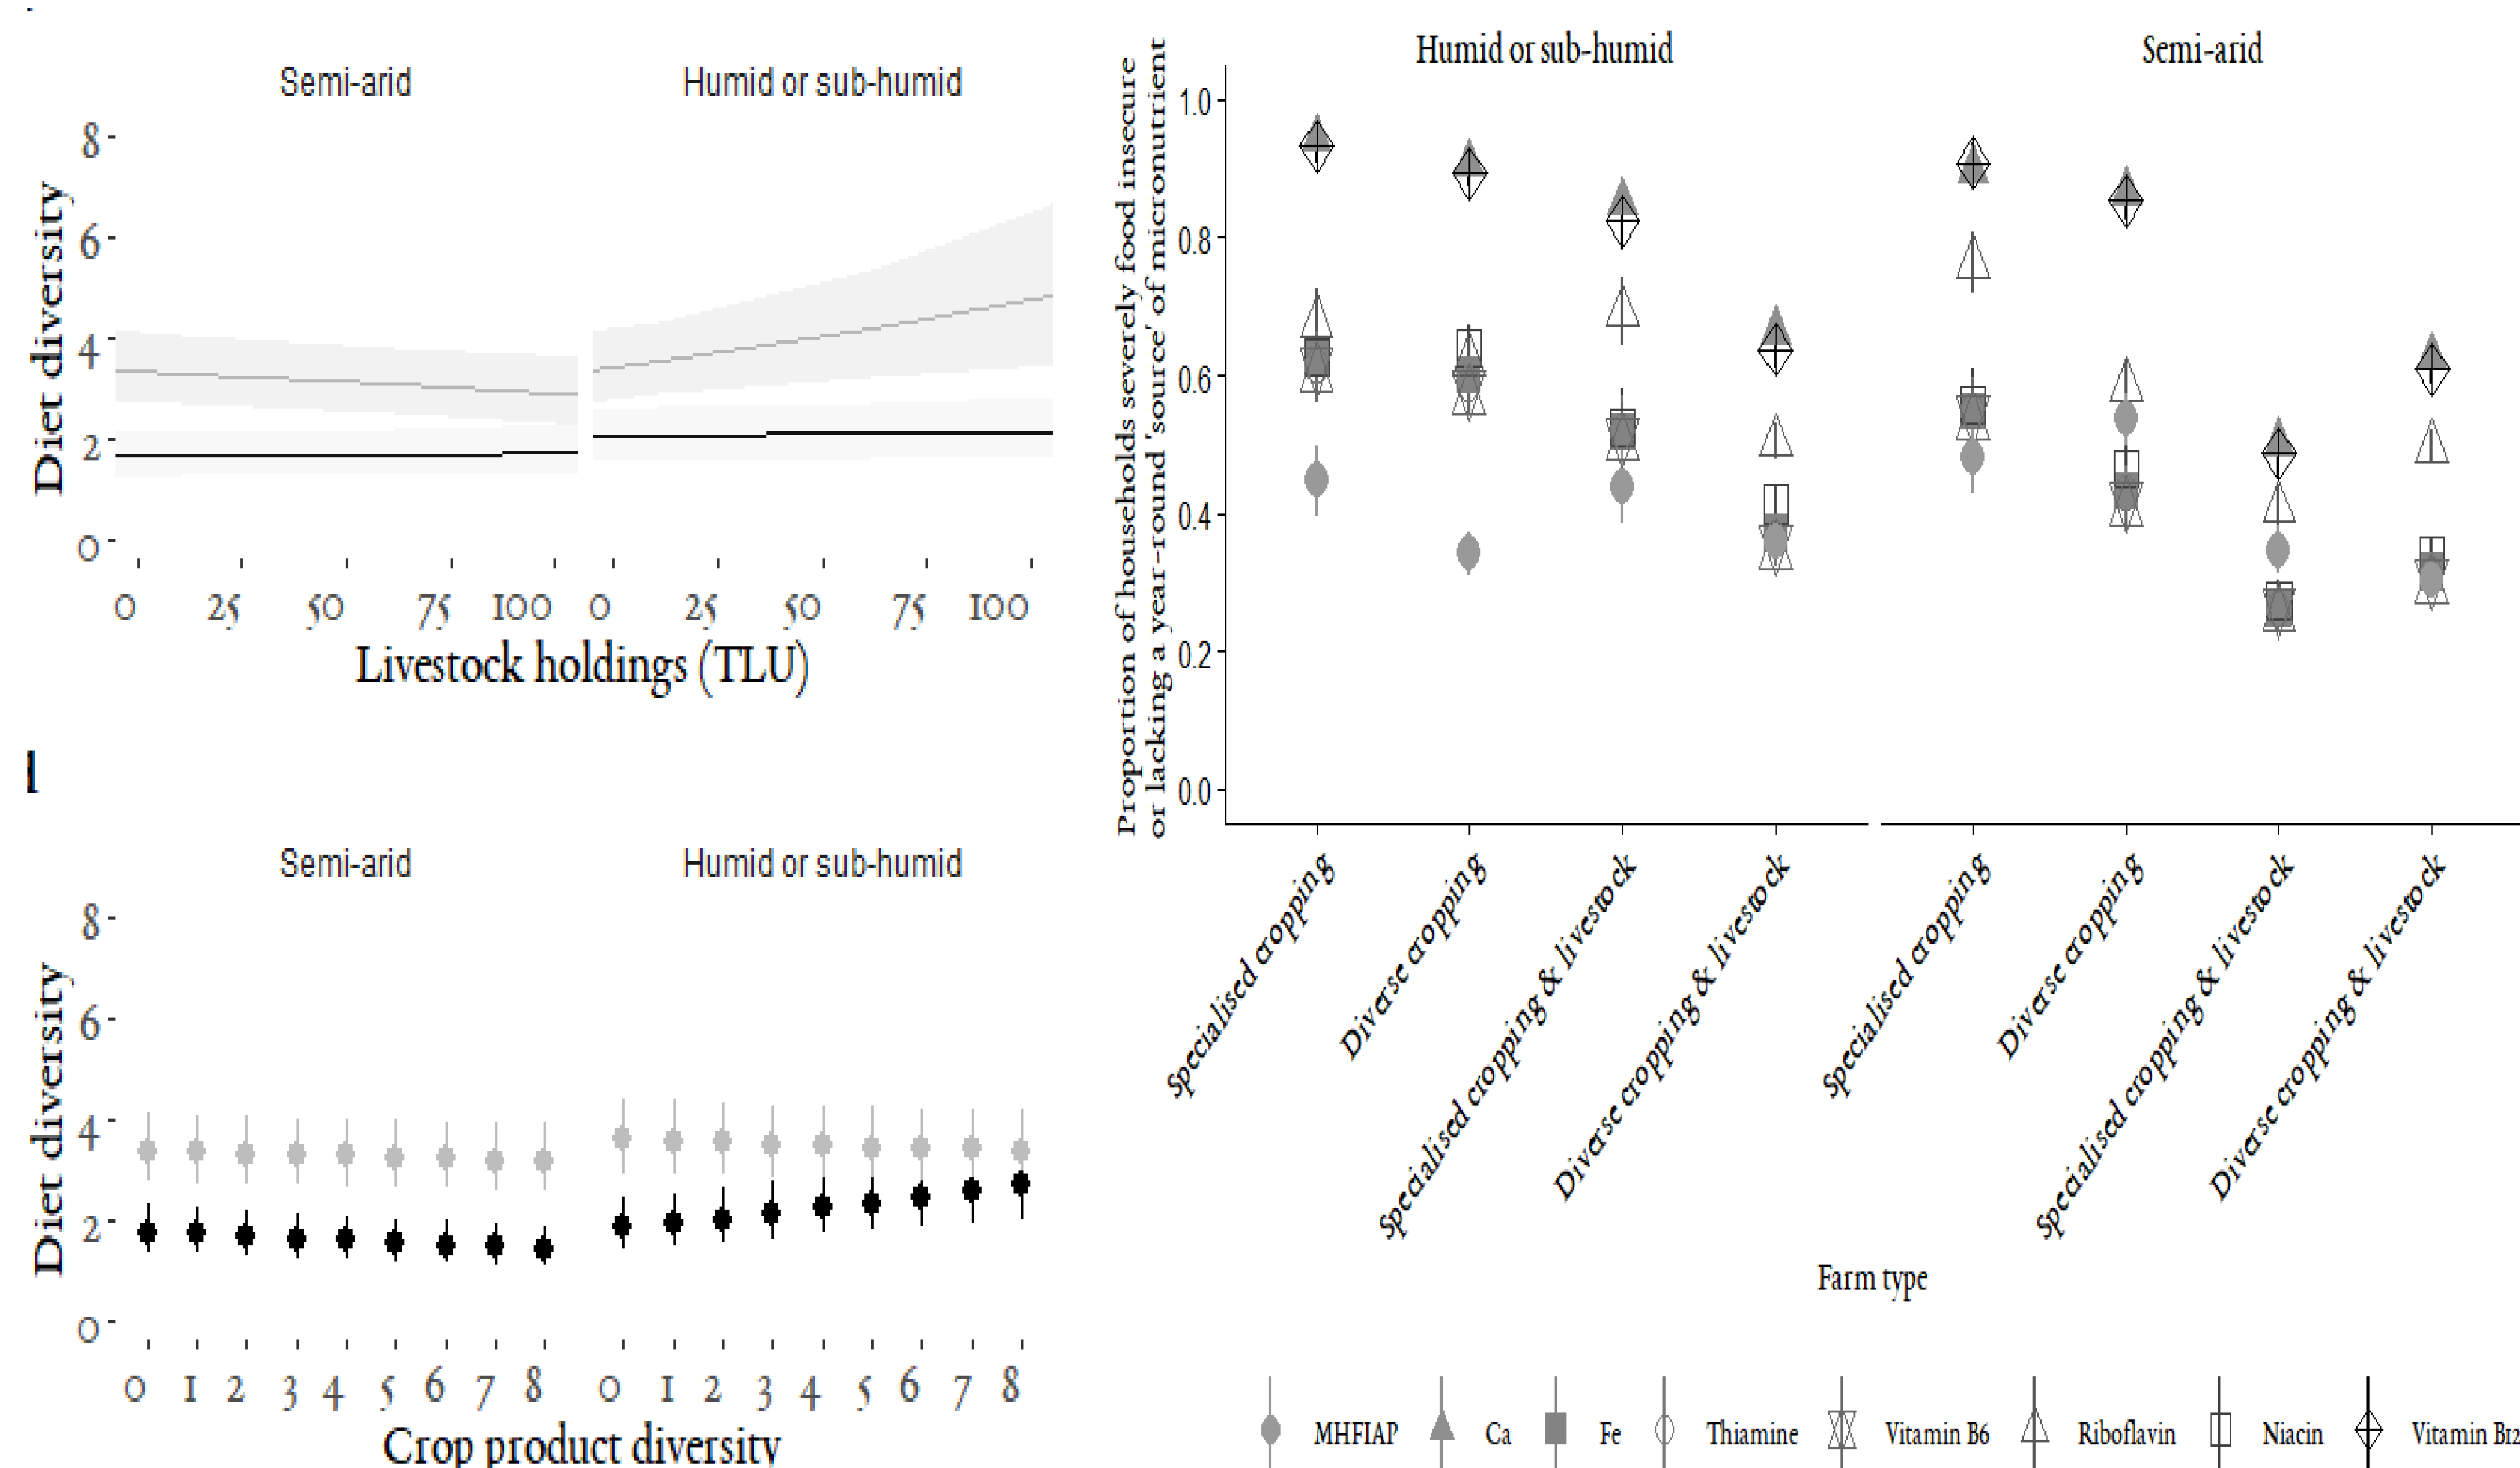 Semi-arid Humid or sub-humid
Diet diversity
8
6
4
2
0
0 25 50 75 100 0 25 50 75 100
Livestock holdings (TLU)
Semi-arid Humid or sub-humid
Diet diversity
8
6
4
2
0
0 1 2 3 4 5 6 7 8 0 1 2 3 4 5 6 7 8
Crop product diversity
Humid or sub-humid Semi-arid
Proportion of households severely food insecure
or lacking a year-round 'source' of micronutrient
1.0
0.8
0.6
0.4
0.2
0.0
Specialised cropping
Diverse cropping
Specialised cropping & livestock
Diverse cropping & livestock
Specialised cropping
Diverse cropping
Specialised cropping & livestock
Diverse cropping & livestock
Farm type
MHFIAP Ca Fe Thiamine Vitamin B6 Riboflavin Niacin Vitamin B12